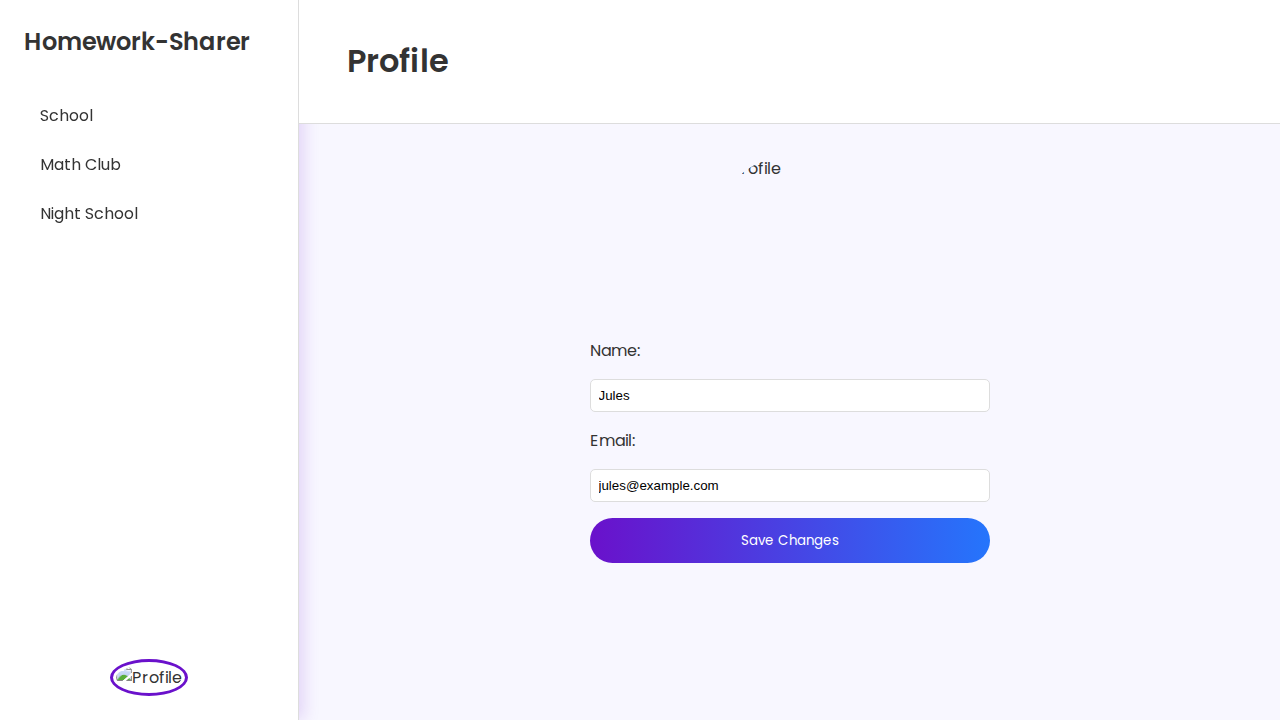 Homework-Sharer
School
Math Club
Night School
Profile
Profile
ofile
Name:
Jules
Email:
jules@example.com
Save Changes